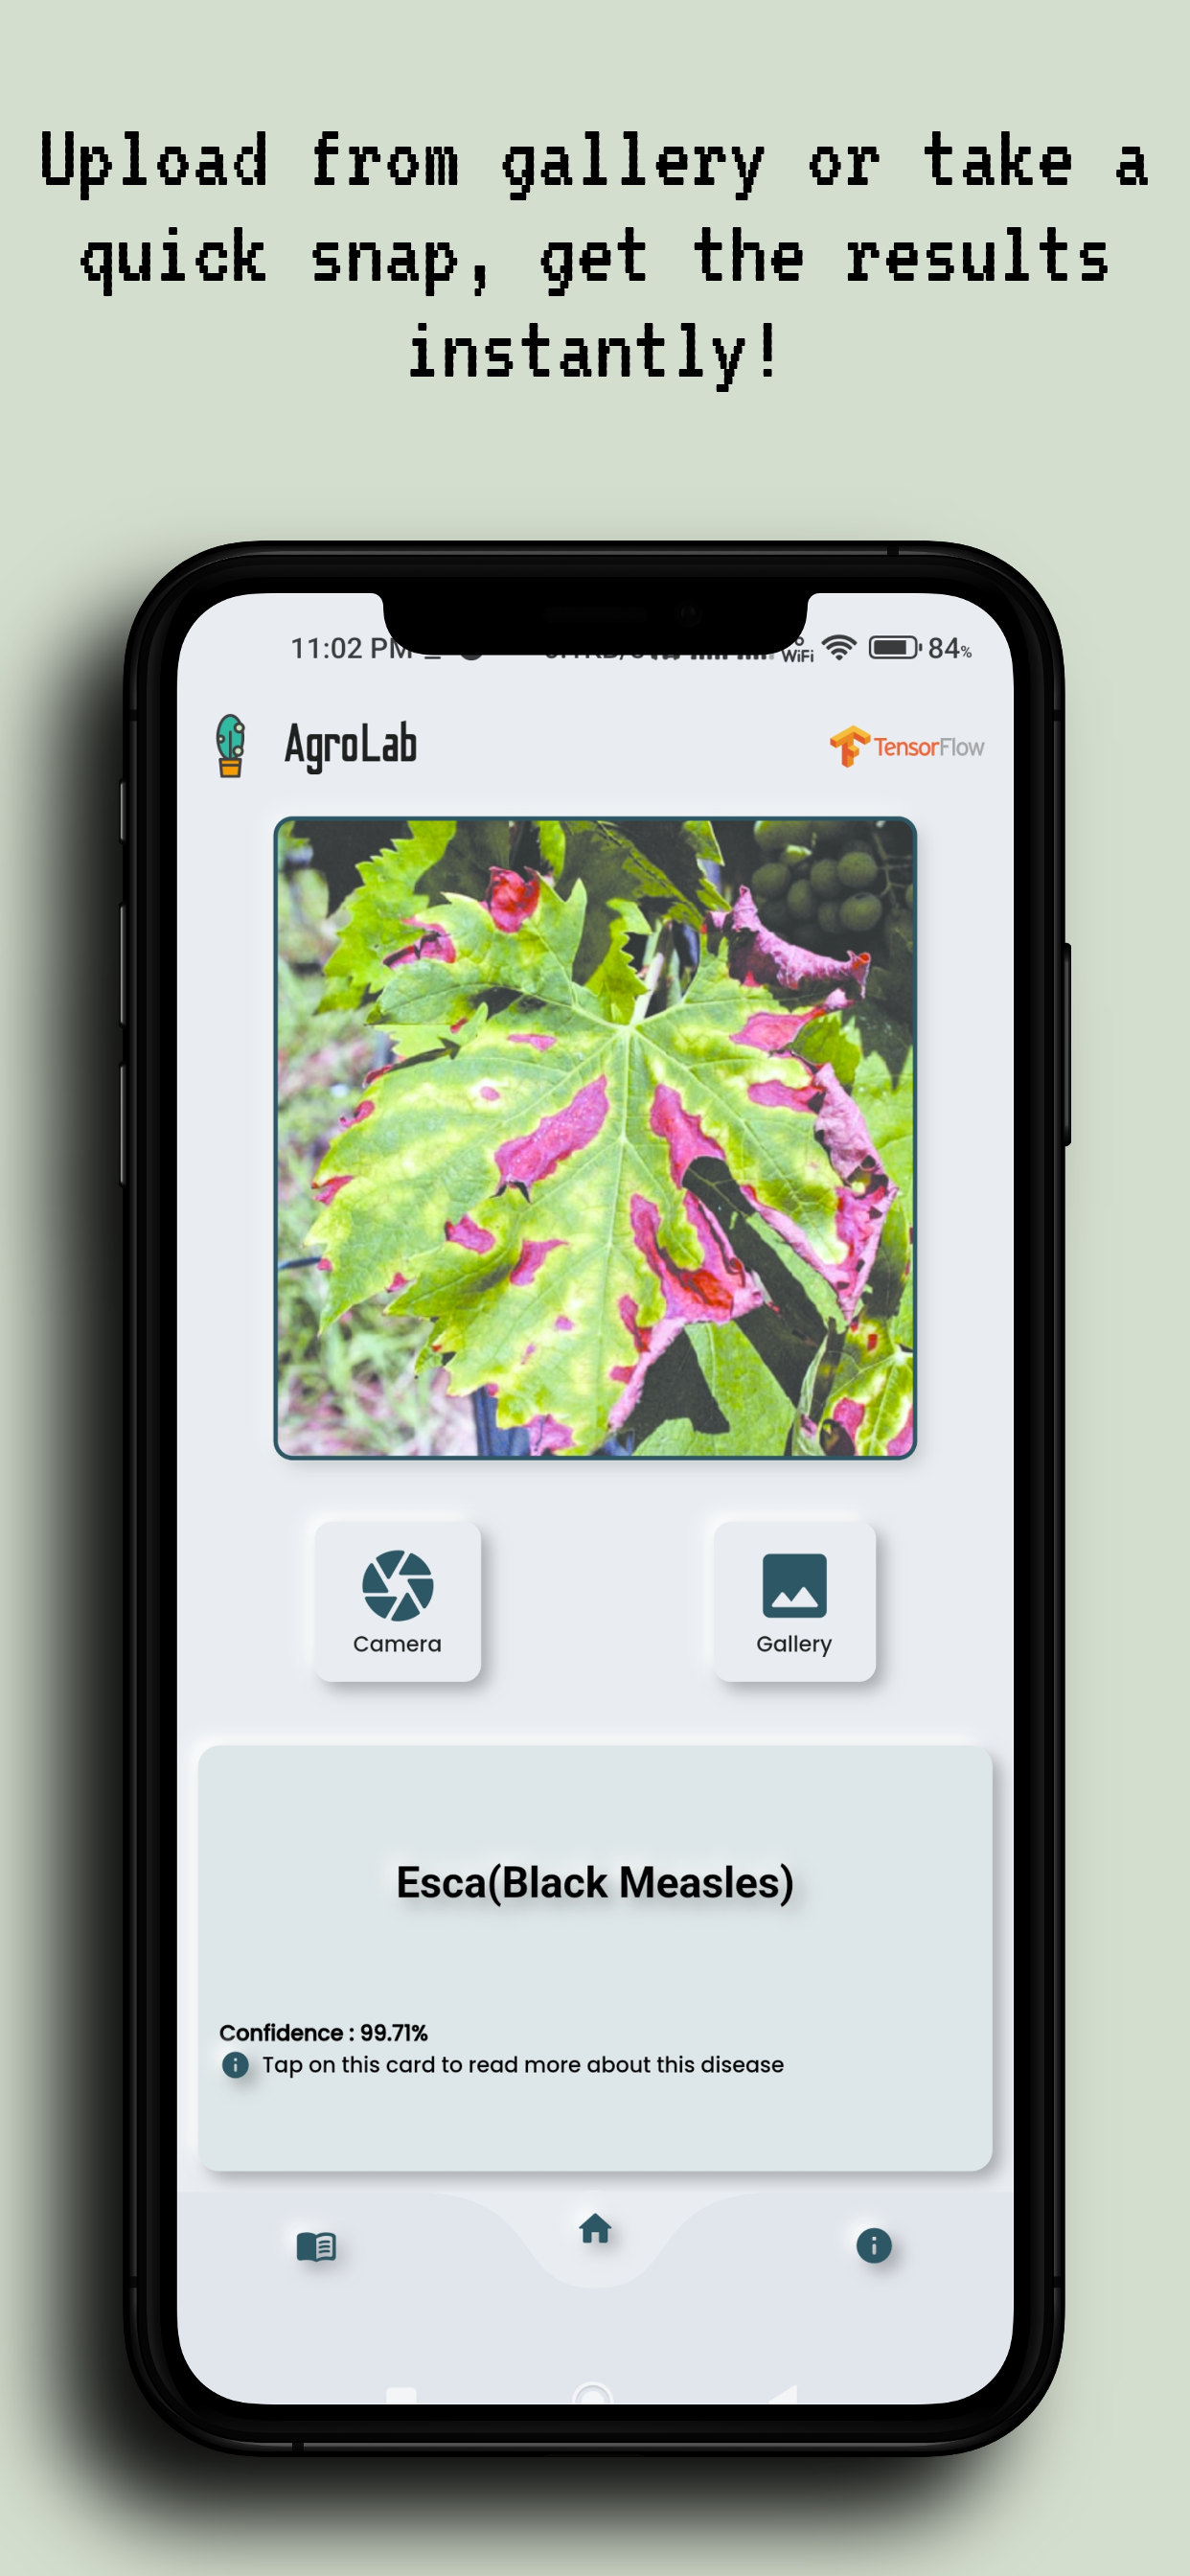 Upload from gallery or take a
quick snap, get the results
instantly!
11:02 PM
WiFi 84%
AgroLab
TensorFlow
Camera
Gallery
Esca(Black Measles)
Confidence : 99.71%
Tap on this card to read more about this disease